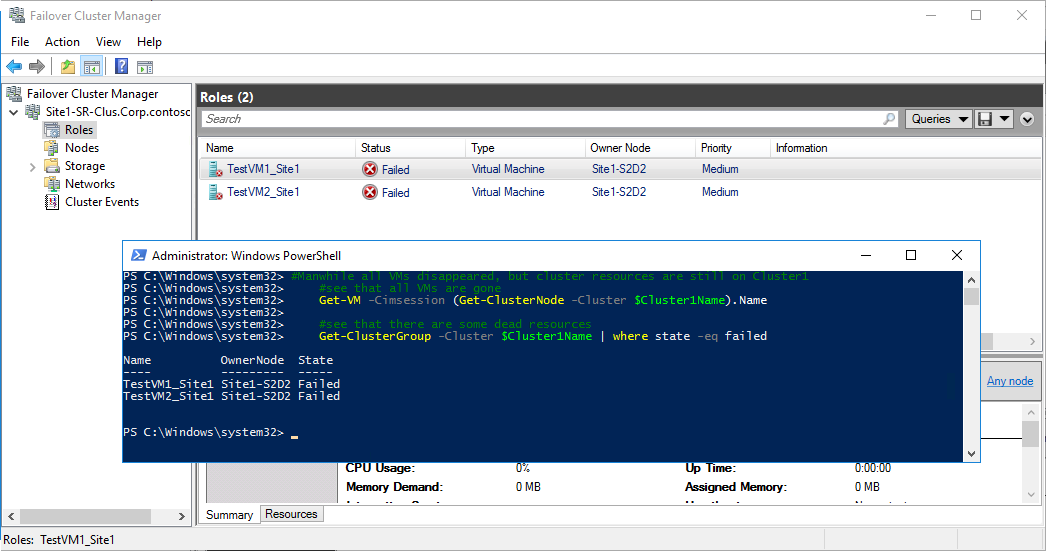 Failover Cluster Manager
File Action View Help
Failover Cluster Manager
Site1-SR-Clus.Corp.contosc
Roles
Nodes
Storage
Networks
Cluster Events
Roles (2)
Search
Queries
Name Status Type Owner Node Priority Information
TestVM1_Site1 Failed Virtual Machine Site1-S2D2 Medium
TestVM2_Site1 Failed Virtual Machine Site1-S2D2 Medium
Administrator: Windows PowerShell
PS C:\Windows\system32> #Manwhile all VMs disappeared, but cluster resources are still on Cluster1
PS C:\Windows\system32> #see that all VMs are gone
PS C:\Windows\system32> Get-VM -Cimsession (Get-ClusterNode -Cluster $Cluster1Name).Name
PS C:\Windows\system32>
PS C:\Windows\system32> #see that there are some dead resources
PS C:\Windows\system32> Get-ClusterGroup -Cluster $Cluster1Name | where state -eq failed
Name OwnerNode State
---- --------- -----
TestVM1_Site1 Site1-S2D2 Failed
TestVM2_Site1 Site1-S2D2 Failed
PS C:\Windows\system32>
Any node
CPU Usage: 0% Up Time: 0:00:00
Memory Demand: 0 MB Assigned Memory: 0 MB
Summary Resources
Roles: TestVM1_Site1